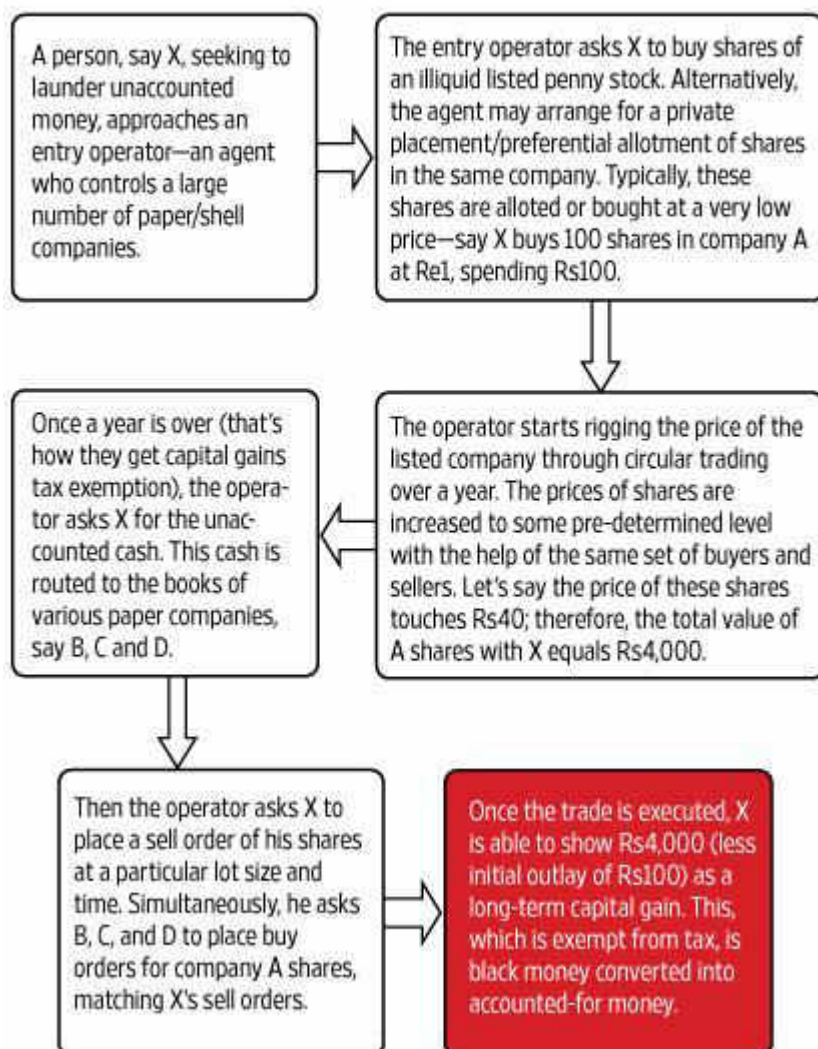 A person, say X, seeking to
launder unaccounted
money, approaches an
entry operator—an agent
who controls a large
number of paper/shell
companies.
The entry operator asks X to buy shares of
an illiquid listed penny stock. Alternatively,
the agent may arrange for a private
placement/preferential allotment of shares
in the same company. Typically, these
shares are alloted or bought at a very low
price—say X buys 100 shares in company A
at Re1, spending Rs100.
The operator starts rigging the price of the
listed company through circular trading
over a year. The prices of shares are
increased to some pre-determined level
with the help of the same set of buyers and
sellers. Let's say the price of these shares
touches Rs40; therefore, the total value of
A shares with X equals Rs4,000.
Once a year is over (that's
how they get capital gains
tax exemption), the opera-
tor asks X for the unac-
counted cash. This cash is
routed to the books of
various paper companies,
say B, C and D.
Then the operator asks X to
place a sell order of his shares
at a particular lot size and
time. Simultaneously, he asks
B, C, and D to place buy
orders for company A shares,
matching X's sell orders.
Once the trade is executed, X
is able to show Rs4,000 (less
initial outlay of Rs100) as a
long-term capital gain. This,
which is exempt from tax, is
black money converted into
accounted-for money.